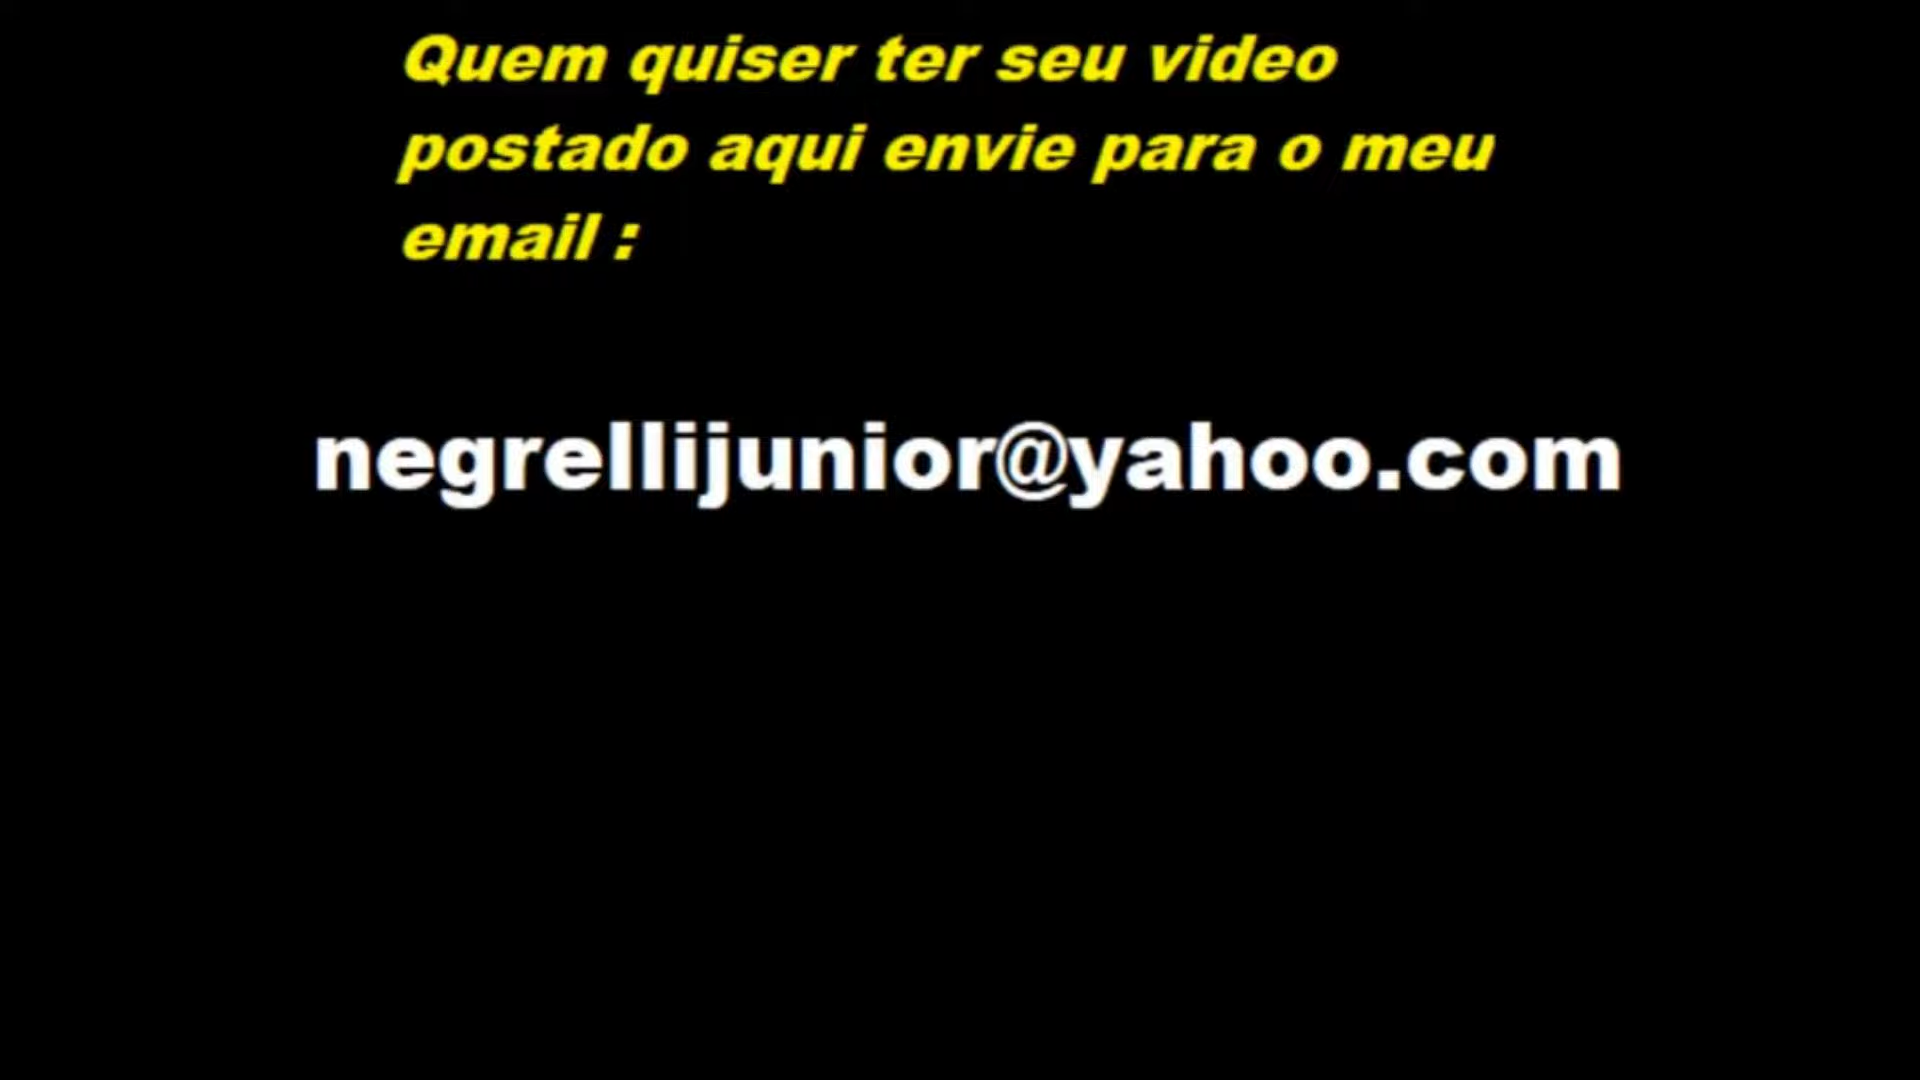 Quem quiser ter seu video
postado aqui envie para o meu
email :
negrellijunior@yahoo.com